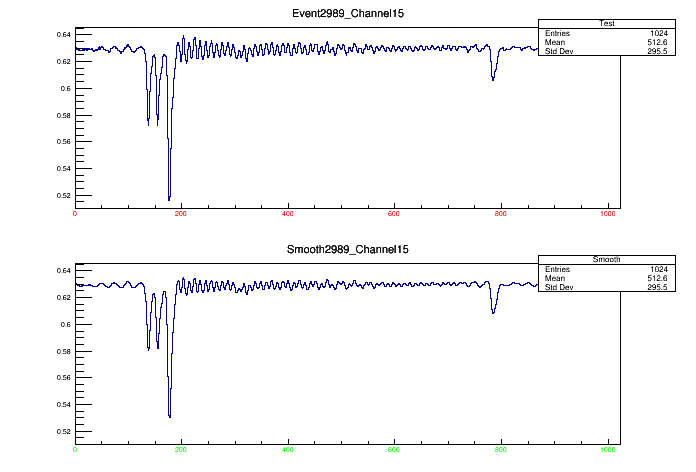 Event2989_Channel15
Test
Entries 1024
Mean 512.6
Std Dev 295.5
0.64
0.62
0.6
0.58
0.56
0.54
0.52
0 200 400 600 800 1000
Smooth2989_Channel15
Smooth
Entries 1024
Mean 512.6
Std Dev 295.5
0.64
0.62
0.6
0.58
0.56
0.54
0.52
0 200 400 600 800 1000